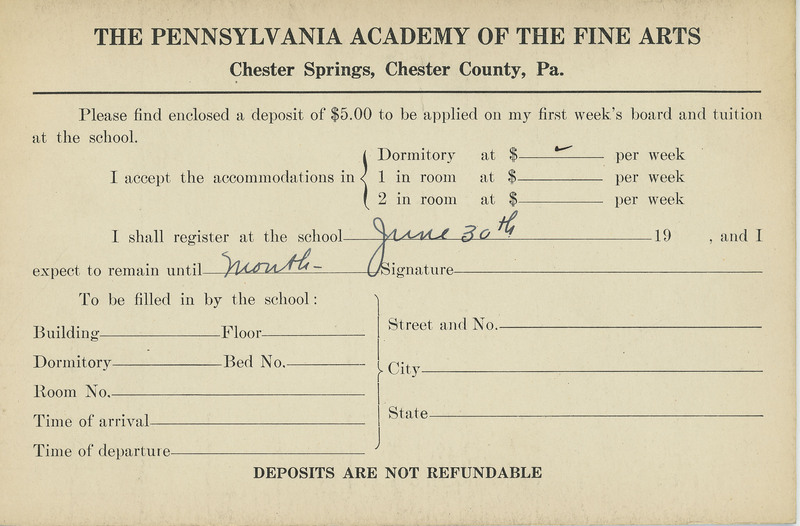 THE PENNSYLVANIA ACADEMY OF THE FINE ARTS
Chester Springs, Chester County, Pa.
Please find enclosed a deposit of $5.00 to be applied on my first week's board and tuition
at the school.
Dormitory at $ ✓ per week
I accept the accommodations in { 1 in room at $ per week
2 in room at $ per week
I shall register at the school June 30th 19 , and I
expect to remain until month- Signature
To be filled in by the school:
Building Floor
Street and No.
Dormitory Bed No.
City
Room No.
Time of arrival
State
Time of departure
DEPOSITS ARE NOT REFUNDABLE